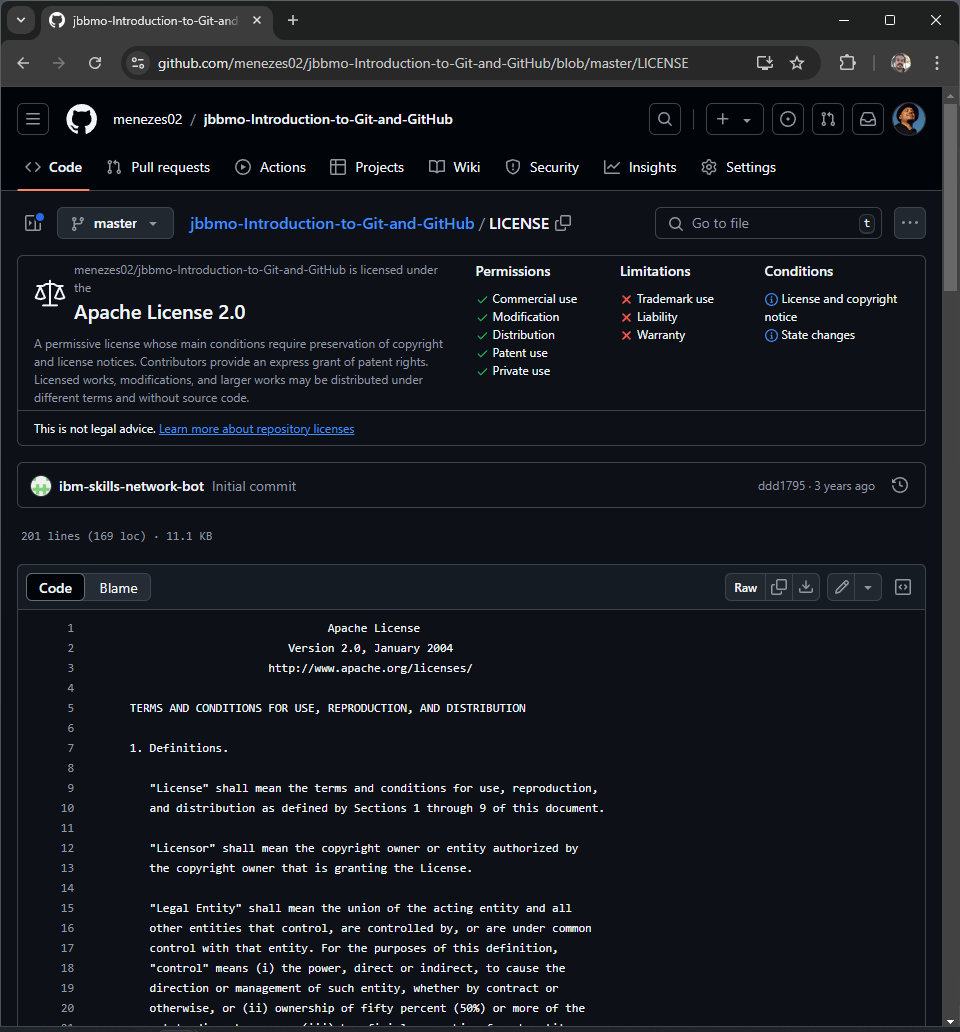 jbbmo-Introduction-to-Git-and
github.com/menezes02/jbbmo-Introduction-to-Git-and-GitHub/blob/master/LICENSE
menezes02 / jbbmo-Introduction-to-Git-and-GitHub
Code Pull requests Actions Projects Wiki Security Insights Settings
master jbbmo-Introduction-to-Git-and-GitHub / LICENSE Go to file t
menezes02/jbbmo-Introduction-to-Git-and-GitHub is licensed under
the
Apache License 2.0
A permissive license whose main conditions require preservation of copyright
and license notices. Contributors provide an express grant of patent rights.
Licensed works, modifications, and larger works may be distributed under
different terms and without source code.
Permissions
Commercial use
Modification
Distribution
Patent use
Private use
Limitations
Trademark use
Liability
Warranty
Conditions
License and copyright
notice
State changes
This is not legal advice. Learn more about repository licenses
ibm-skills-network-bot Initial commit ddd1795 · 3 years ago
201 lines (169 loc) · 11.1 KB
Code Blame Raw
1 Apache License
2 Version 2.0, January 2004
3 http://www.apache.org/licenses/
4
5 TERMS AND CONDITIONS FOR USE, REPRODUCTION, AND DISTRIBUTION
6
7 1. Definitions.
8
9 "License" shall mean the terms and conditions for use, reproduction,
10 and distribution as defined by Sections 1 through 9 of this document.
11
12 "Licensor" shall mean the copyright owner or entity authorized by
13 the copyright owner that is granting the License.
14
15 "Legal Entity" shall mean the union of the acting entity and all
16 other entities that control, are controlled by, or are under common
17 control with that entity. For the purposes of this definition,
18 "control" means (i) the power, direct or indirect, to cause the
19 direction or management of such entity, whether by contract or
20 otherwise, or (ii) ownership of fifty percent (50%) or more of the